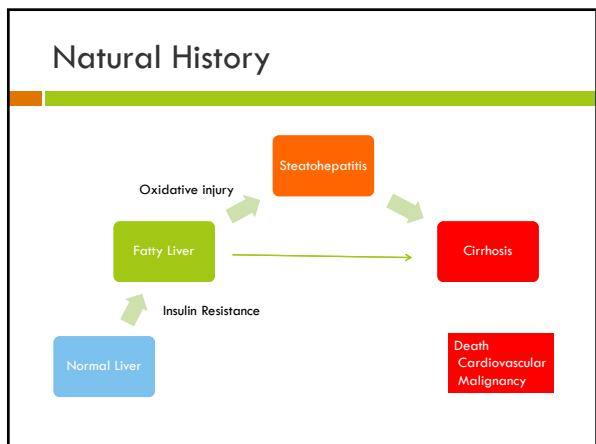 Natural History
Steatohepatitis
Oxidative injury
Fatty Liver
Cirrhosis
Insulin Resistance
Normal Liver
Death
Cardiovascular
Malignancy